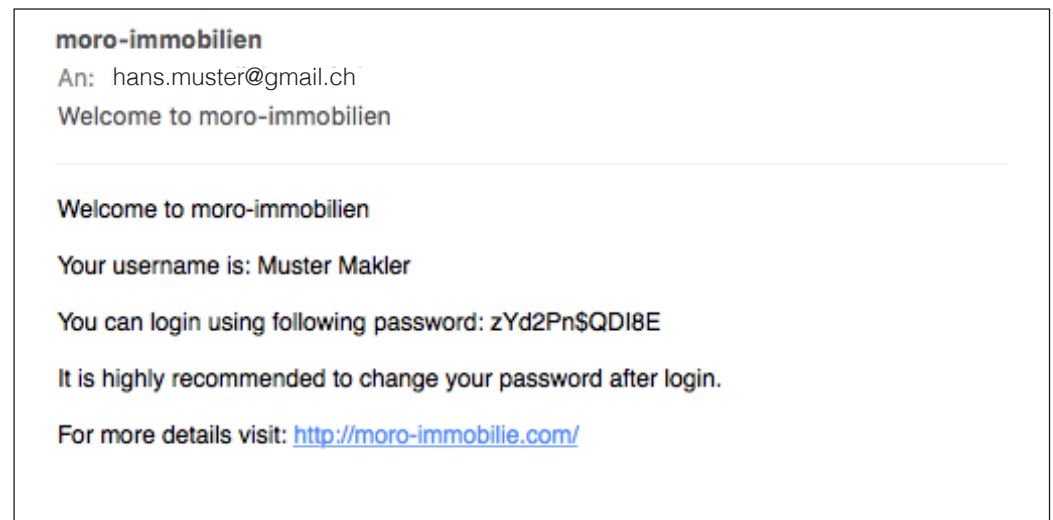 moro-immobilien
An: hans.muster@gmail.ch
Welcome to moro-immobilien
Welcome to moro-immobilien
Your username is: Muster Makler
You can login using following password: zYd2Pn$QDI8E
It is highly recommended to change your password after login.
For more details visit: http://moro-immobilie.com/